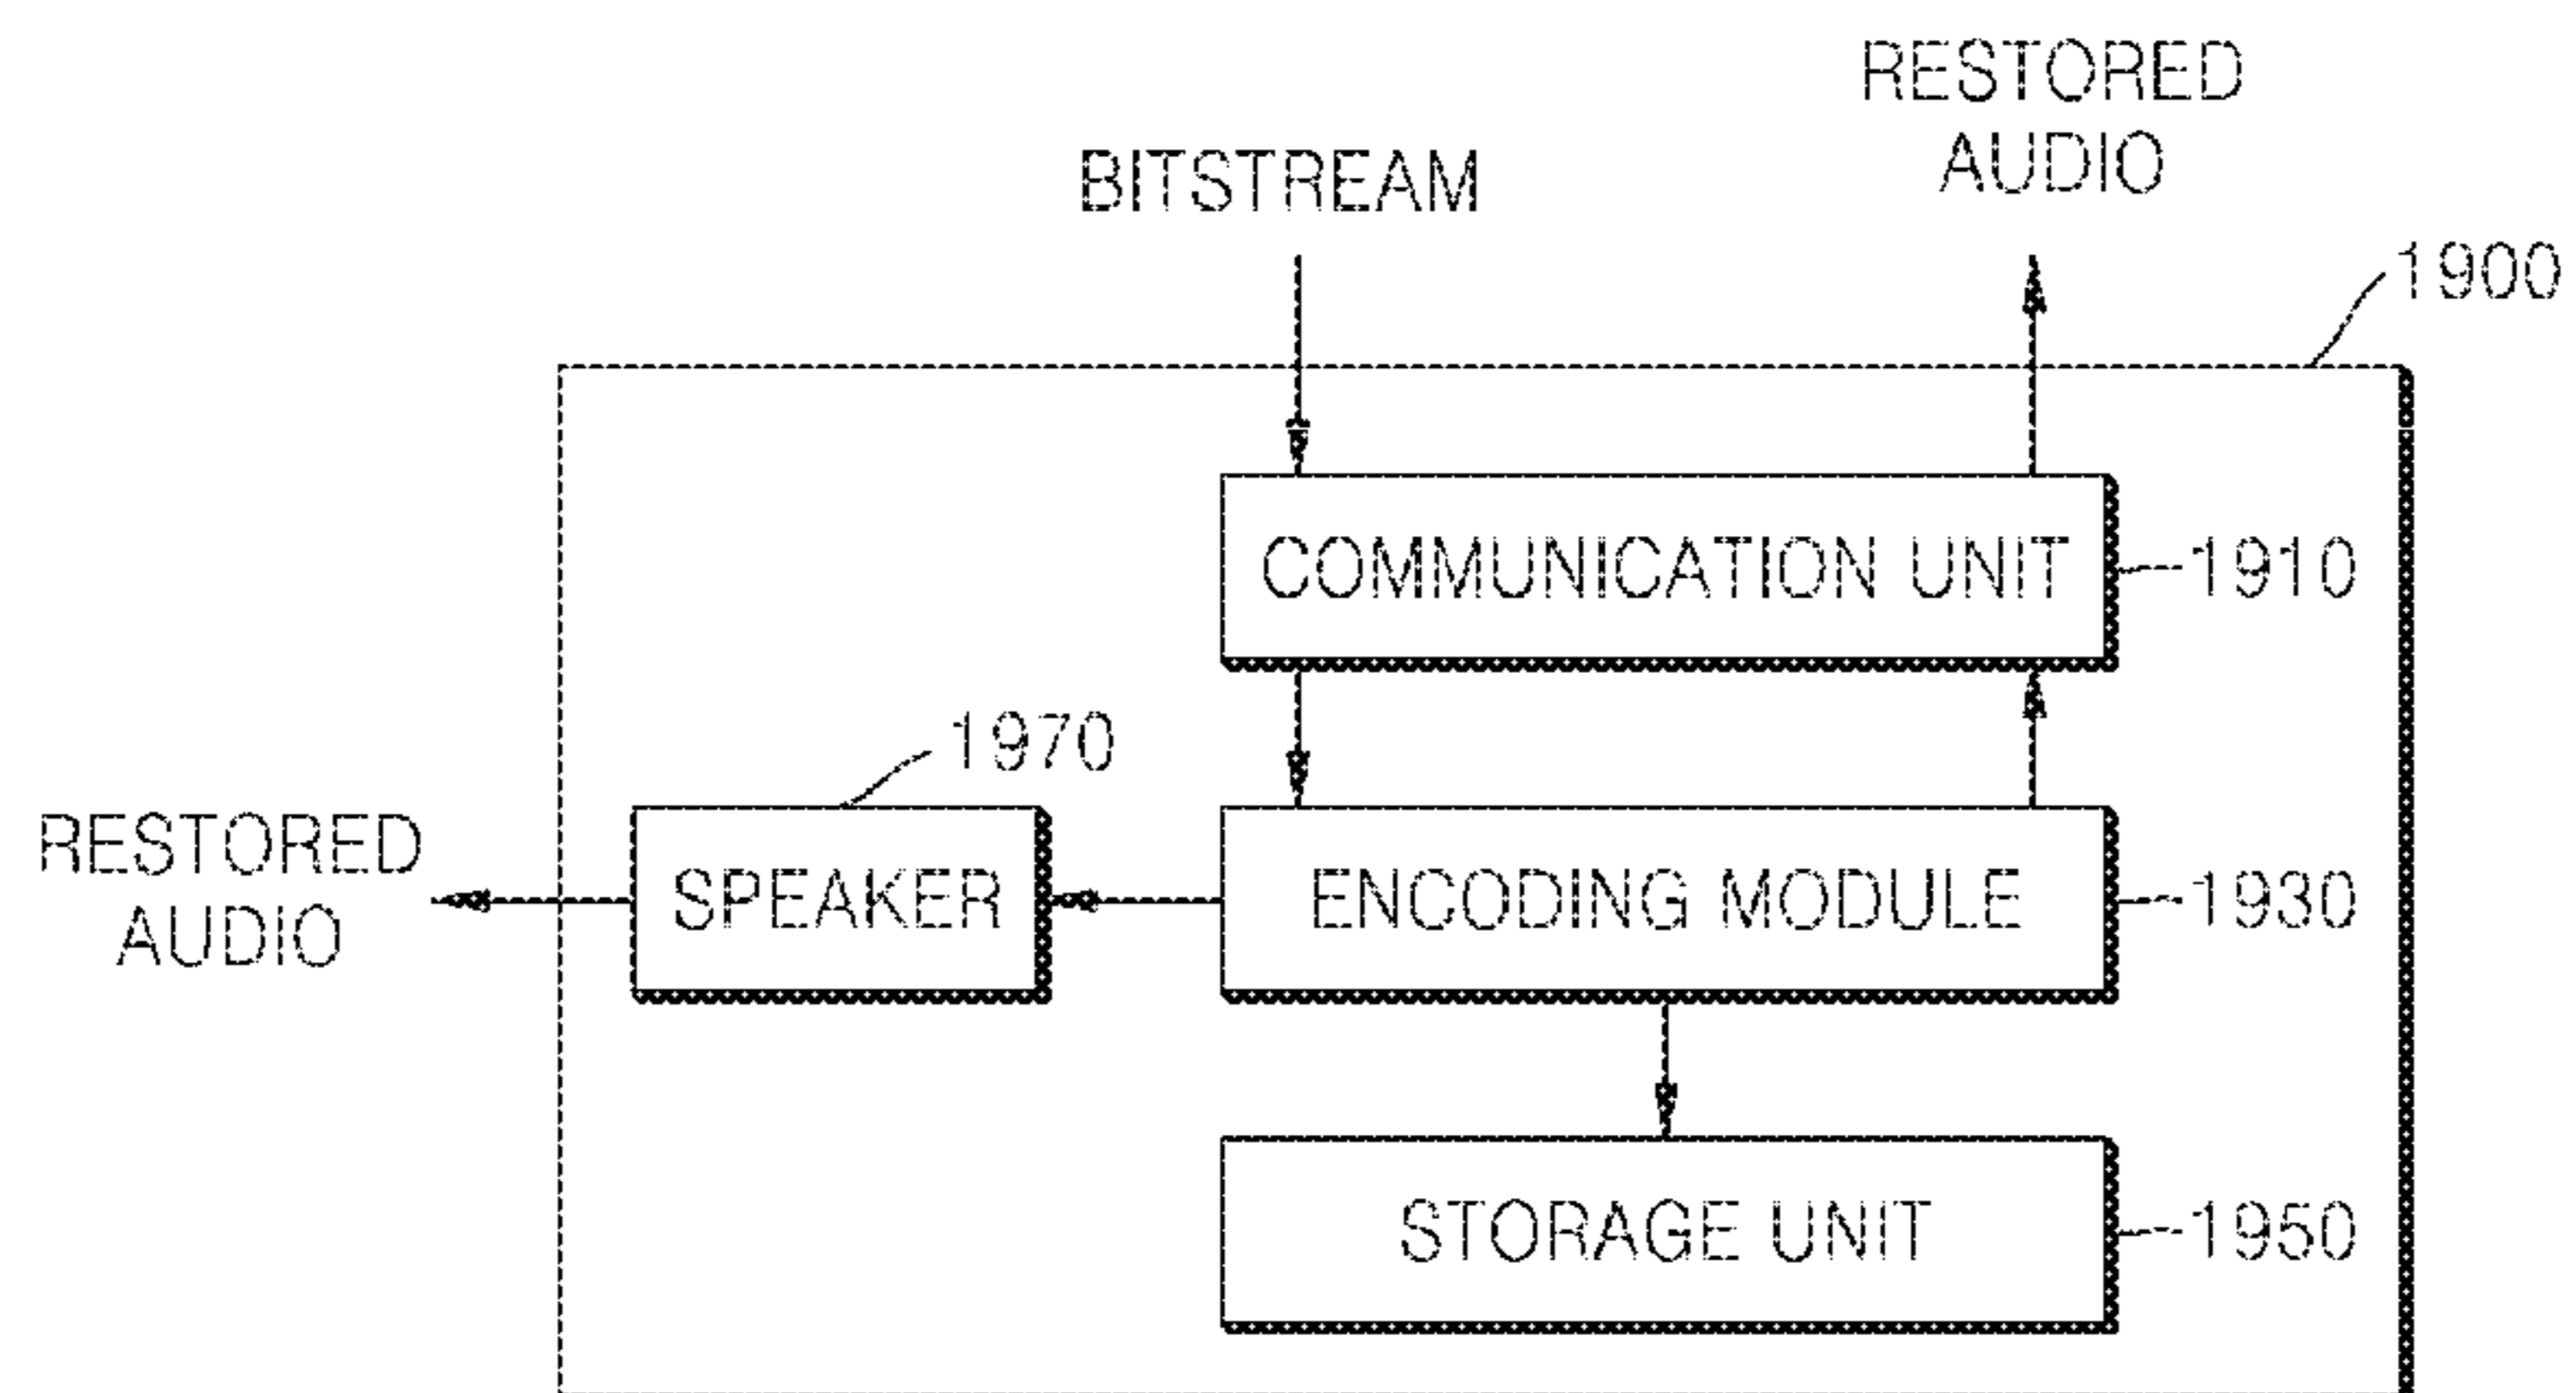 RESTORED
AUDIO
BITSTREAM
1900
COMMUNICATION UNIT
1910
1970
RESTORED
AUDIO
SPEAKER
ENCODING MODULE
1930
STORAGE UNIT
1950